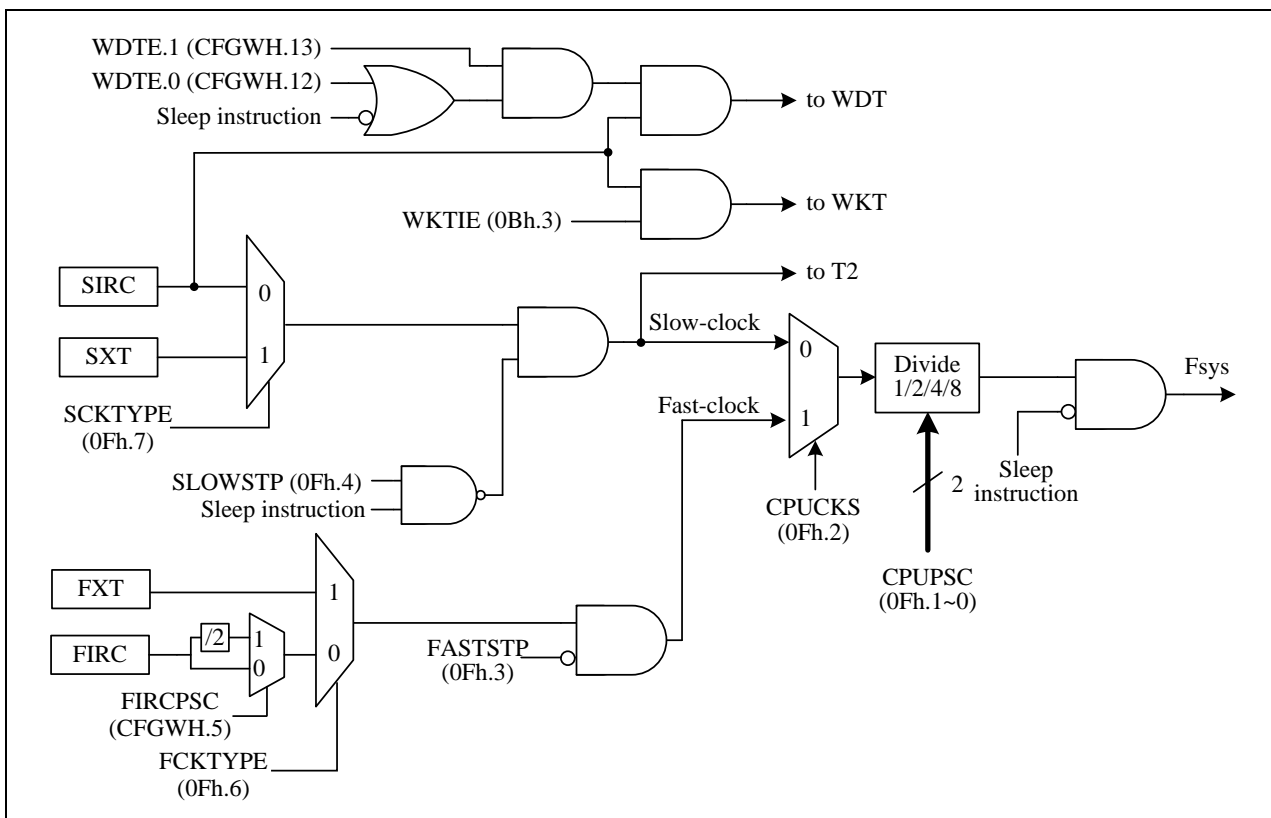 WDTE.1 (CFGWH.13)
WDTE.0 (CFGWH.12)
Sleep instruction
to WDT
WKTIE (0Bh.3)
to WKT
SIRC
0
to T2
SXT
1
Slow-clock
0
Divide
1/2/4/8
Fsys
SCKTYPE
(0Fh.7)
Fast-clock
1
SLOWSTP (0Fh.4)
Sleep instruction
CPUCKS
(0Fh.2)
2
Sleep
instruction
CPUPSC
(0Fh.1~0)
FXT
1
FIRC
/2
1
0
0
FASTSTP
(0Fh.3)
FIRCPSC
(CFGWH.5)
FCKTYPE
(0Fh.6)